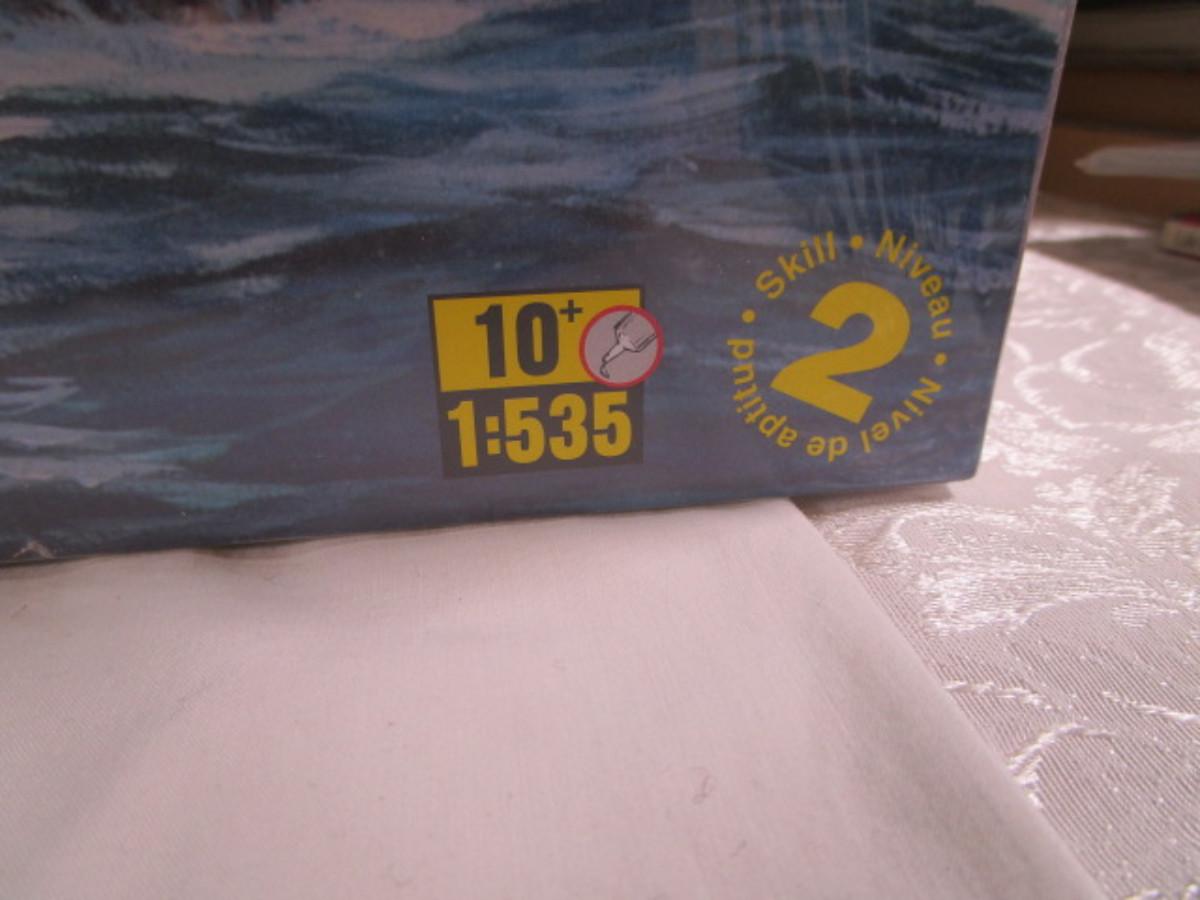 10+
1:535
Skill • Niveau • Nivel de aptitud •
2